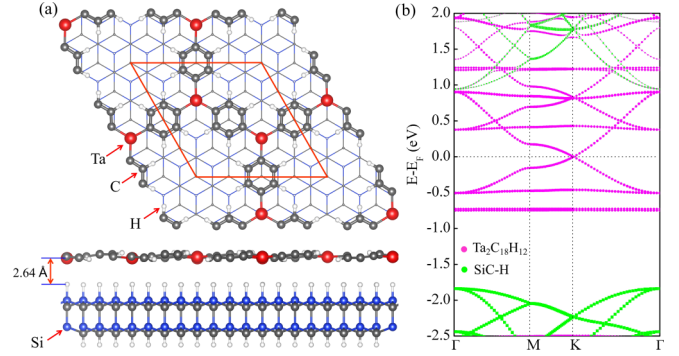 (a)
Ta
C
H
2.64 Å
Si
(b)
E-E_F (eV)
2.0
1.5
1.0
0.5
0.0
-0.5
-1.0
-1.5
-2.0
-2.5
Ta₂C₁₈H₁₂
SiC-H
Γ M K Γ